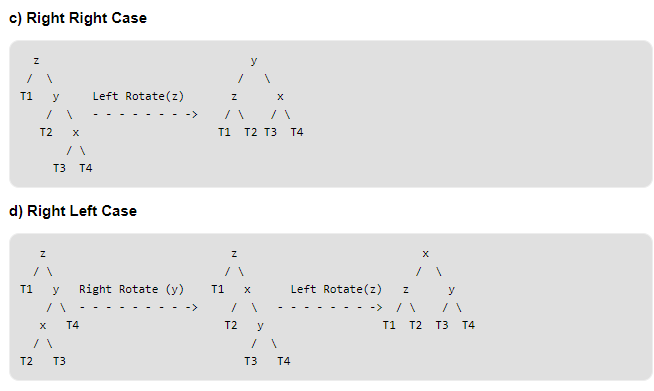 c) Right Right Case
  z                                y
 /  \                            /   \
T1   y     Left Rotate(z)       z      x
    /  \   - - - - - - - ->    / \    / \
   T2   x                     T1  T2 T3  T4
       / \
     T3  T4
d) Right Left Case
   z                            z                            x
  / \                          / \                          /  \
T1   y   Right Rotate (y)    T1   x      Left Rotate(z)   z      y
    / \  - - - - - - - - ->     /  \   - - - - - - - ->  / \    / \
   x   T4                      T2   y                  T1  T2  T3  T4
  / \                              /  \
T2   T3                           T3   T4